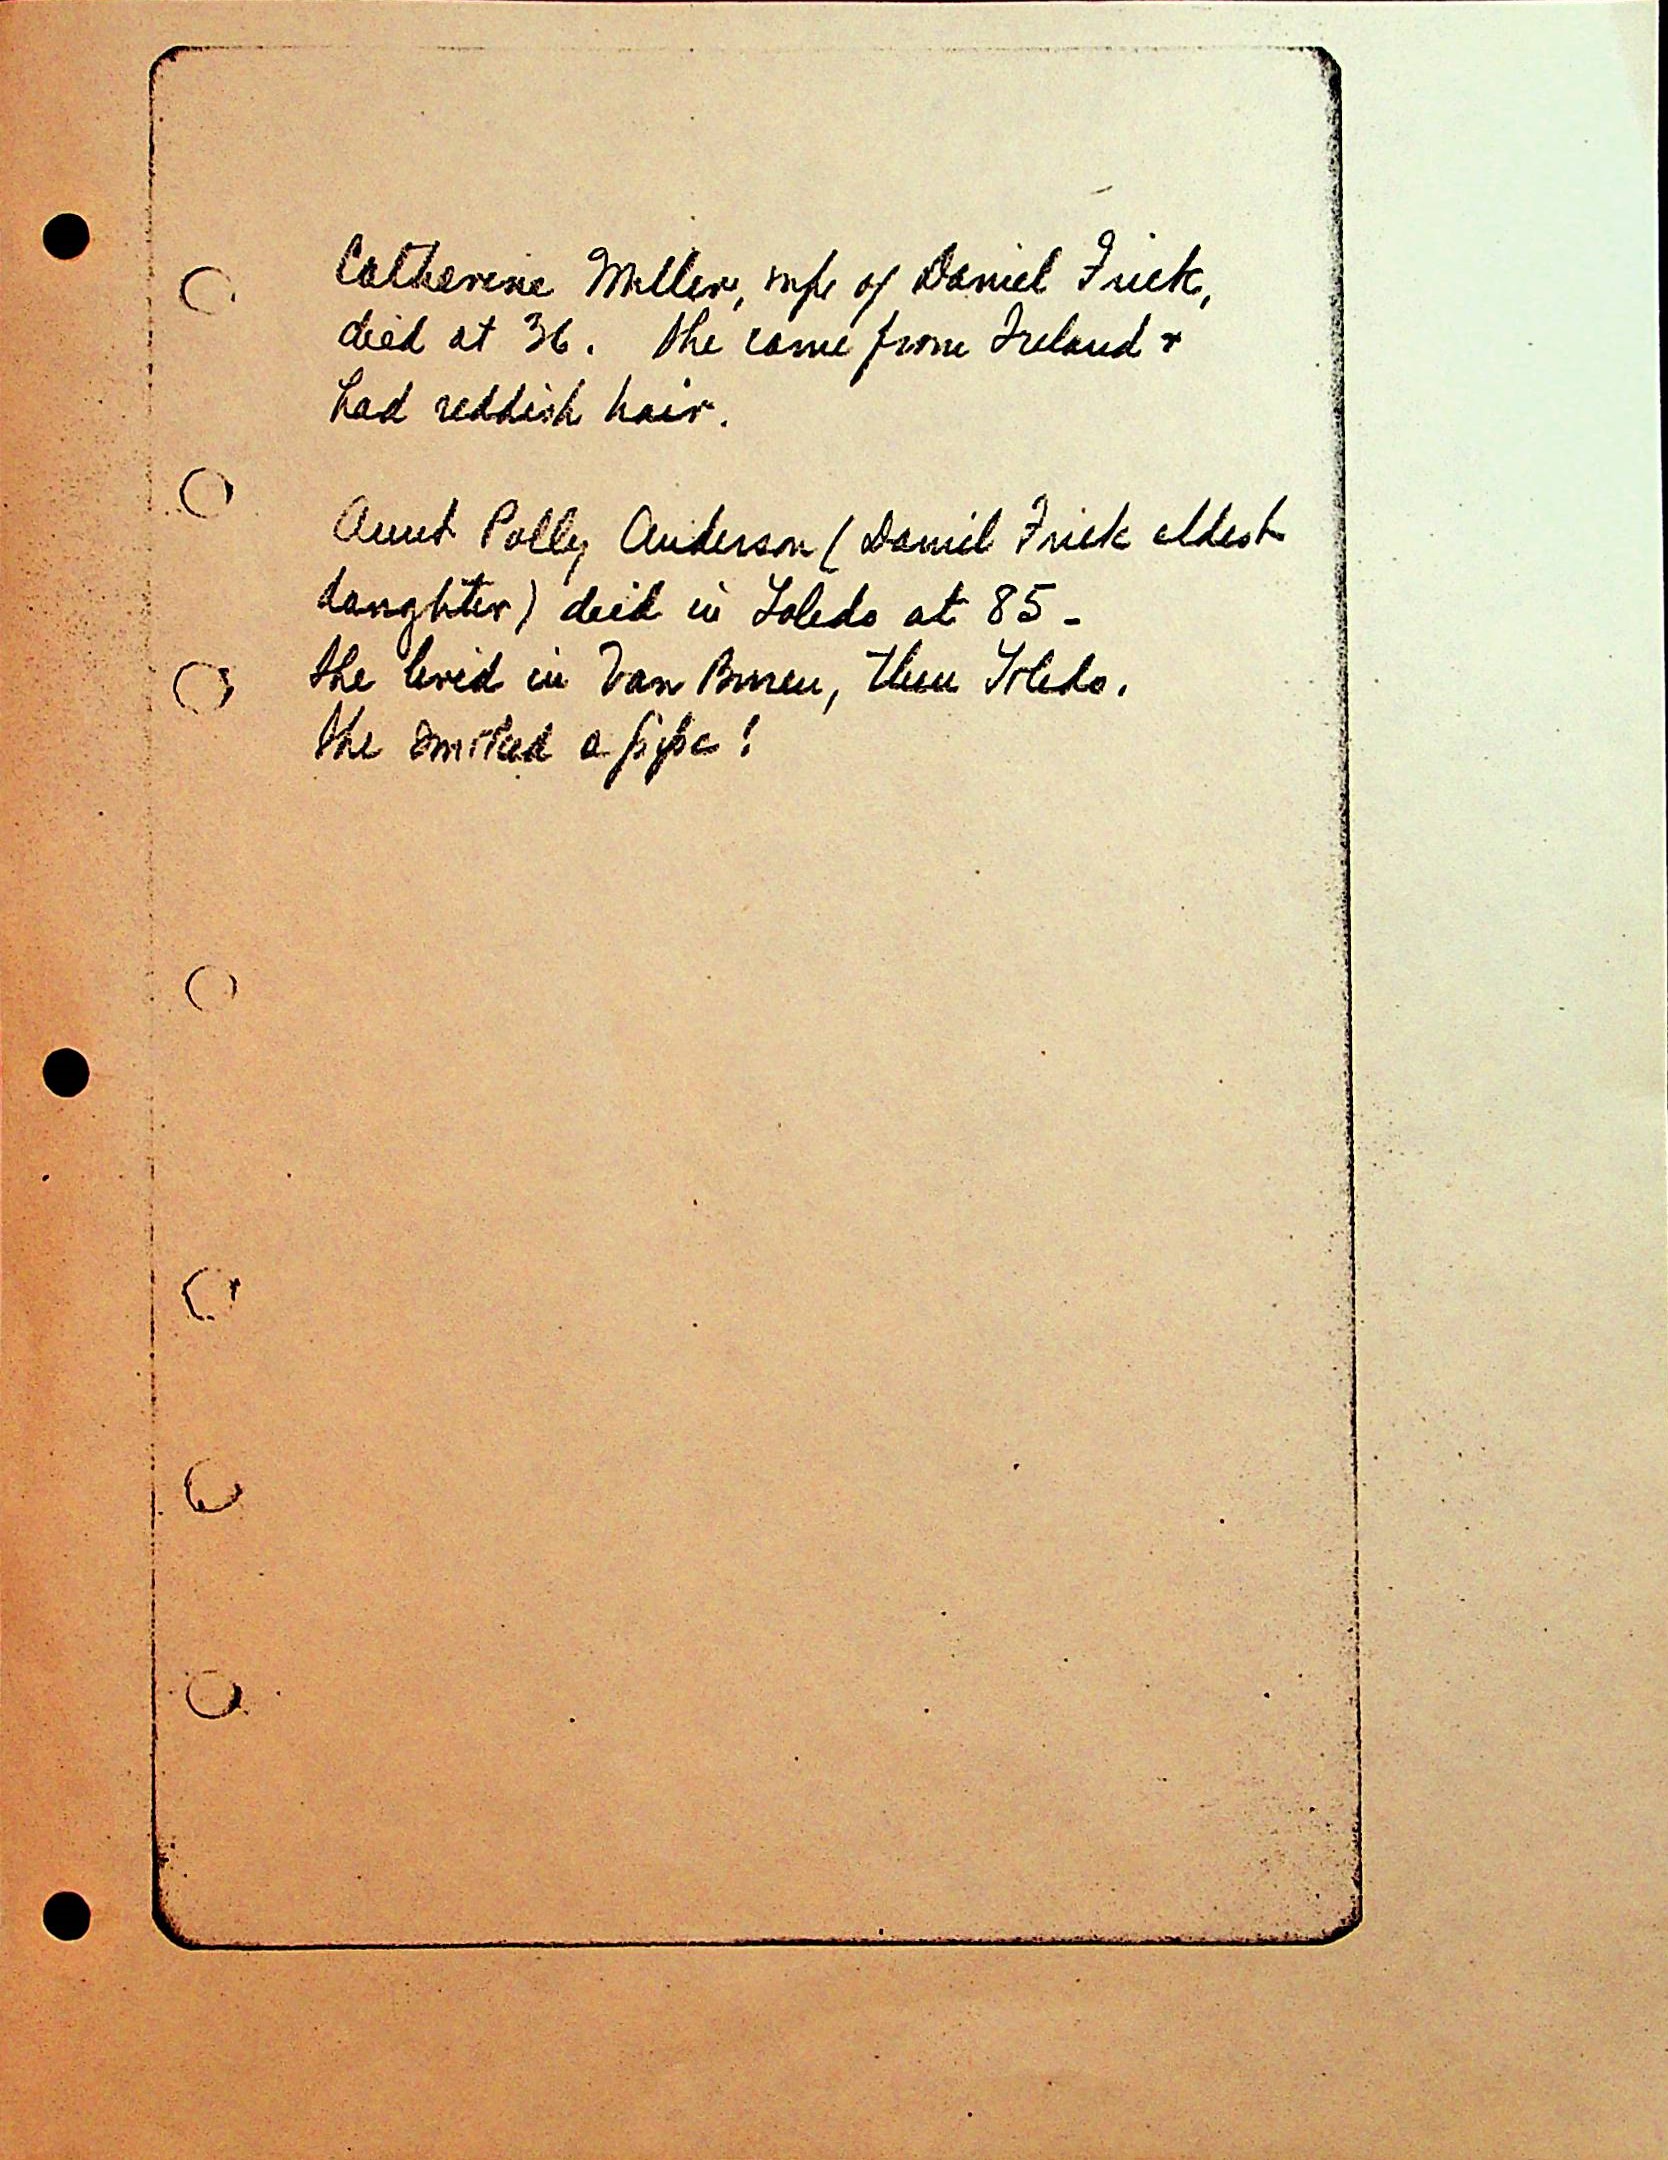 Catherine Miller, wife of Daniel Frick,
died at 36. She came from Ireland &
had reddish hair.
Aunt Polly Anderson (Daniel Frick eldest
daughter) died in Toledo at 85 -
She lived in Van Buren, then Toledo.
She smoked a pipe!